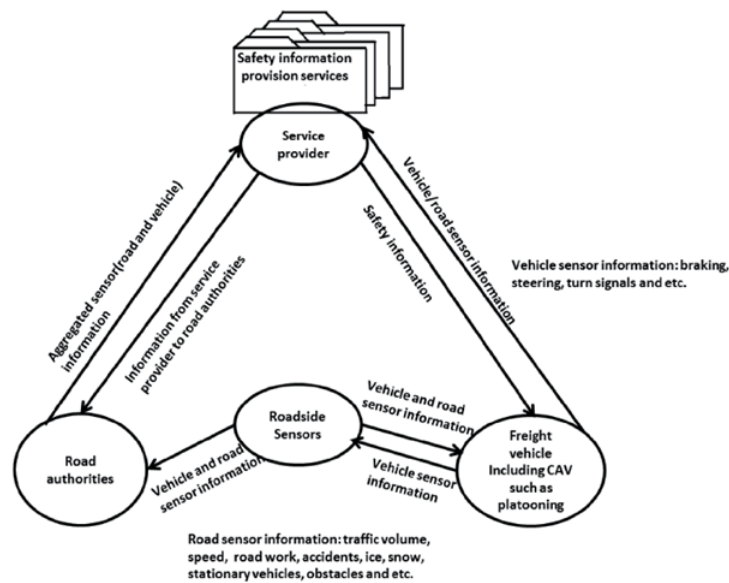 Safety information
provision services
Service
provider
Aggregated sensor(road and vehicle)
information
Information from service
provider to road authorities
Safety information
Vehicle/road sensor information
Vehicle sensor information: braking,
steering, turn signals and etc.
Vehicle and road
sensor information
Roadside
Sensors
Road
authorities
Vehicle and road
sensor information
Vehicle sensor
information
Freight
vehicle
Including CAV
such as
platooning
Road sensor information: traffic volume,
speed, road work, accidents, ice, snow,
stationary vehicles, obstacles and etc.